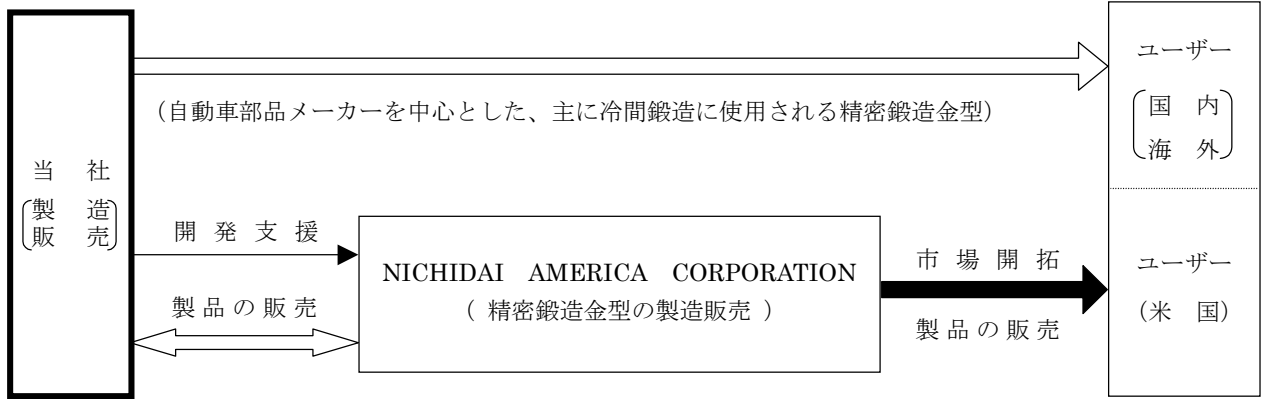 当　社
製　造
販　売
（自動車部品メーカーを中心とした、主に冷間鍛造に使用される精密鍛造金型）
開 発 支 援
製 品 の 販 売
NICHIDAI　AMERICA　CORPORATION
（ 精密鍛造金型の製造販売 ）
市 場 開 拓
製 品 の 販 売
ユーザー
国　内
海　外
ユーザー
（米　国）